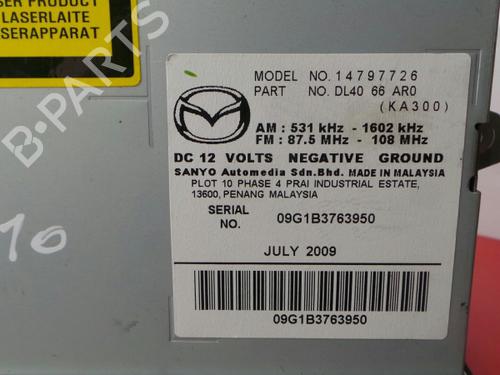 SER PRODUCT
LASERLAITE
SERAPPARAT
B-PARTS
MODEL NO. 14797726
PART NO. DL40 66 AR0
(KA300)
AM : 531 kHz - 1602 kHz
FM : 87.5 MHz - 108 MHz
DC 12 VOLTS NEGATIVE GROUND
SANYO Automedia Sdn.Bhd. MADE IN MALAYSIA
PLOT 10 PHASE 4 PRAI INDUSTRIAL ESTATE,
13600, PENANG MALAYSIA
SERIAL
NO. 09G1B3763950
JULY 2009
09G1B3763950